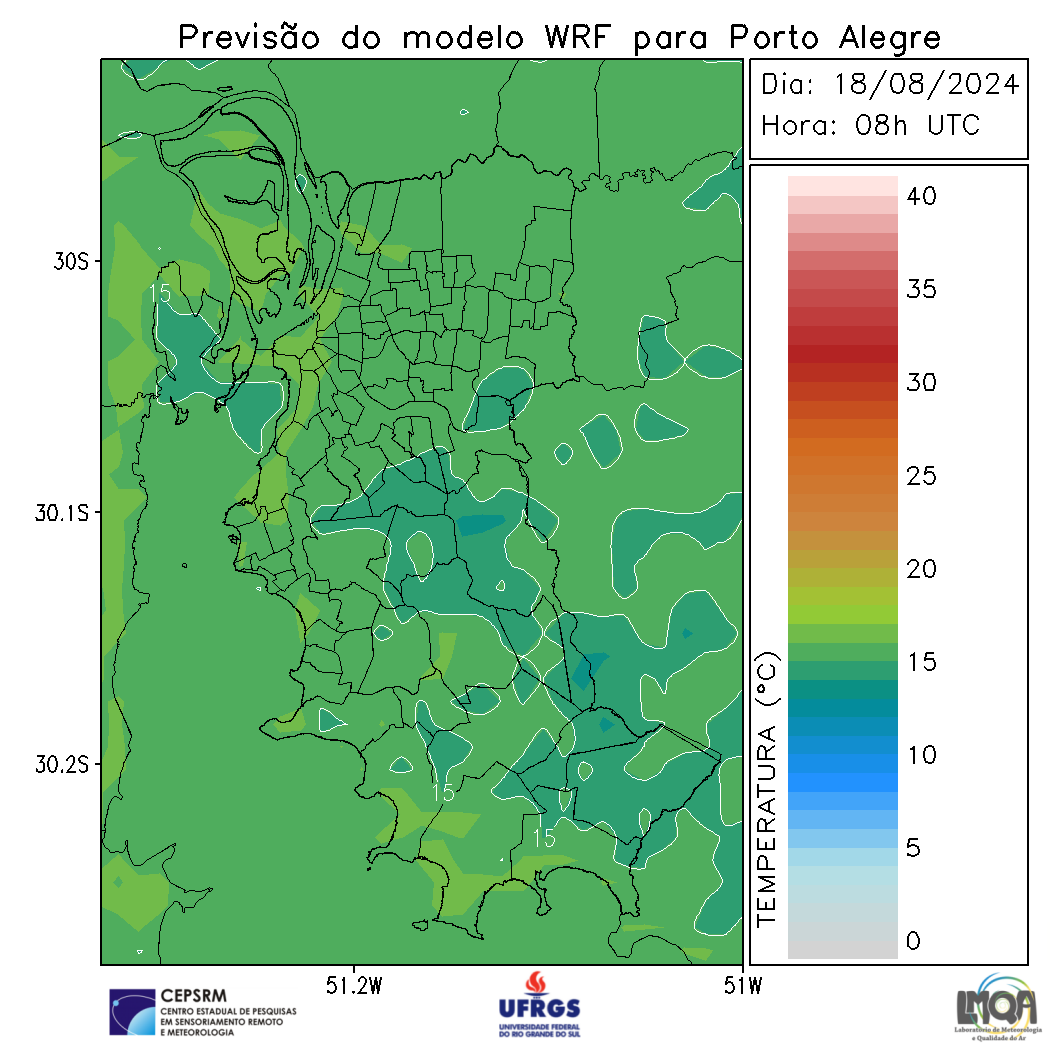 Previsão do modelo WRF para Porto Alegre
Dia: 18/08/2024
Hora: 08h UTC
40
35
30
25
20
15
10
5
0
TEMPERATURA (°C)
30S
30.1S
30.2S
51.2W
51W
15
15
15
CEPSRM
CENTRO ESTADUAL DE PESQUISAS
EM SENSORIAMENTO REMOTO
E METEOROLOGIA
UFRGS
UNIVERSIDADE FEDERAL
DO RIO GRANDE DO SUL
LMQA
Laboratório de Meteorologia
e Qualidade do Ar